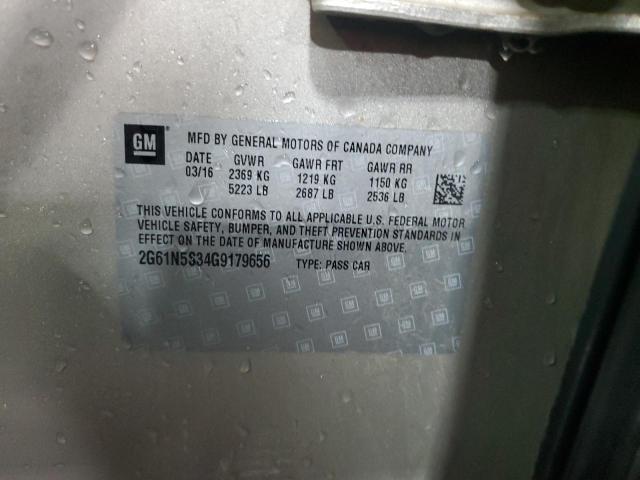 GM
MFD BY GENERAL MOTORS OF CANADA COMPANY
DATE GVWR GAWR FRT GAWR RR
03/16 2369 KG 1219 KG 1150 KG
5223 LB 2687 LB 2536 LB
THIS VEHICLE CONFORMS TO ALL APPLICABLE U.S. FEDERAL MOTOR
VEHICLE SAFETY, BUMPER, AND THEFT PREVENTION STANDARDS IN
EFFECT ON THE DATE OF MANUFACTURE SHOWN ABOVE.
2G61N5S34G9179656 TYPE: PASS CAR